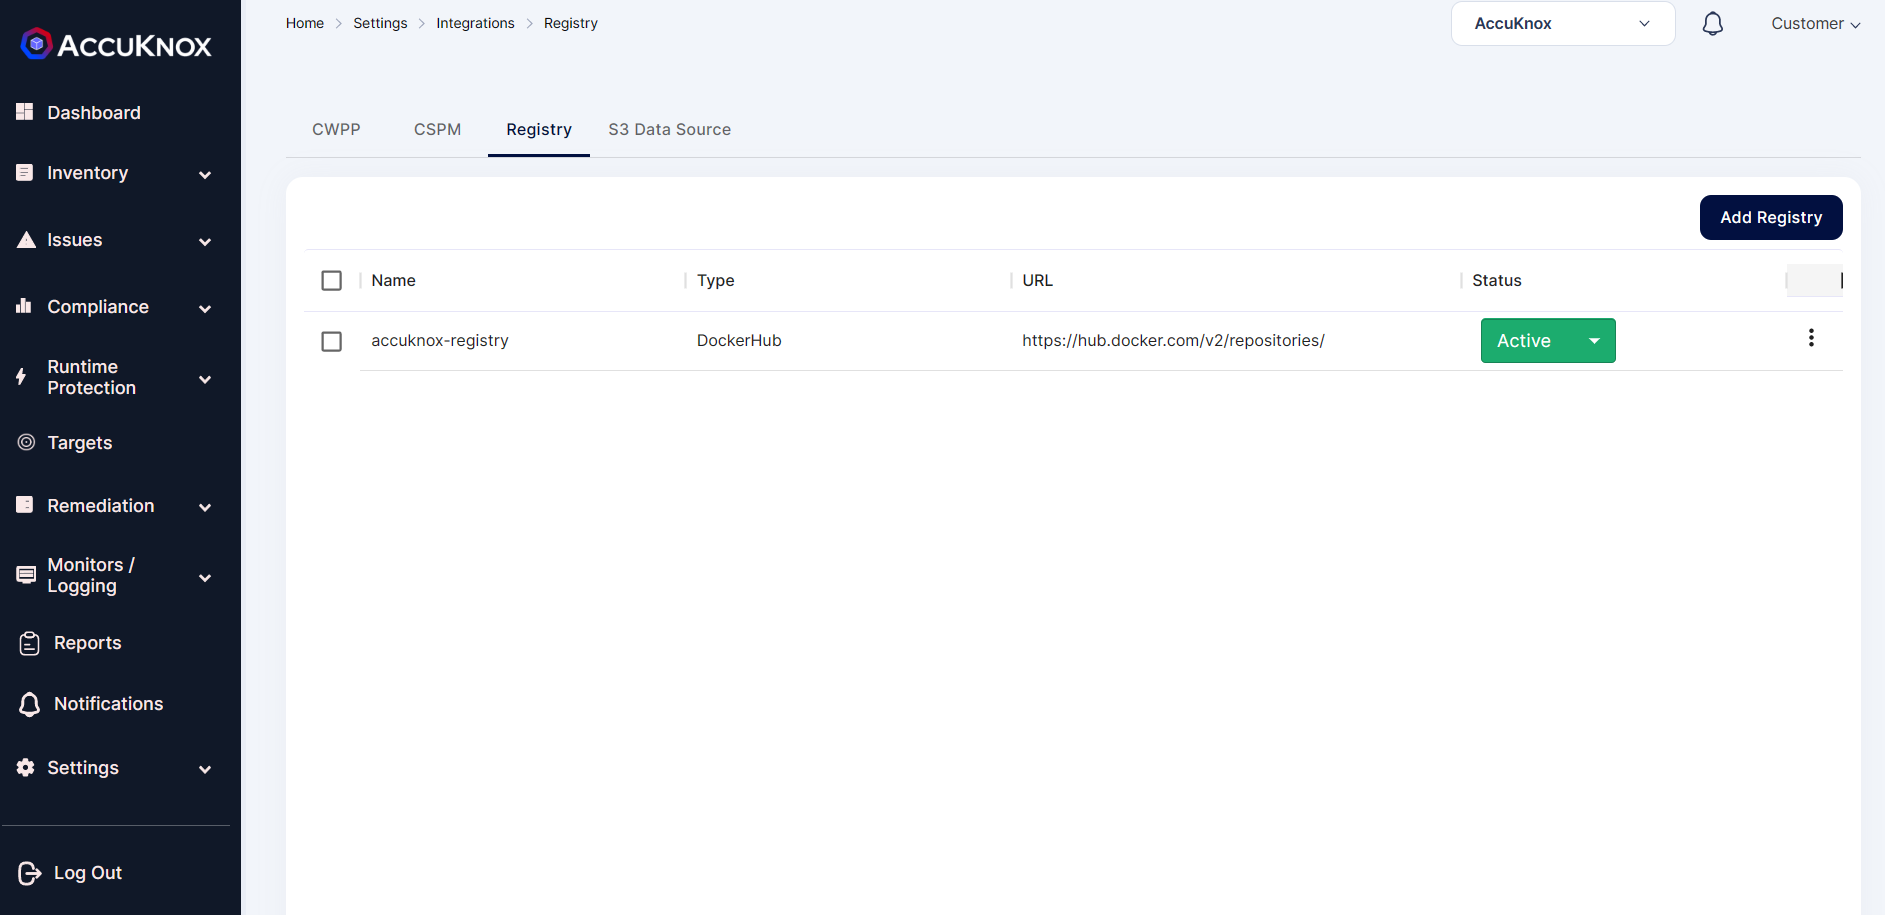 ACCUKNOX
Dashboard
Inventory
Issues
Compliance
Runtime
Protection
Targets
Remediation
Monitors /
Logging
Reports
Notifications
Settings
Log Out
Home > Settings > Integrations > Registry
AccuKnox
Customer
CWPP CSPM Registry S3 Data Source
Add Registry
Name Type URL Status
accuknox-registry DockerHub https://hub.docker.com/v2/repositories/ Active